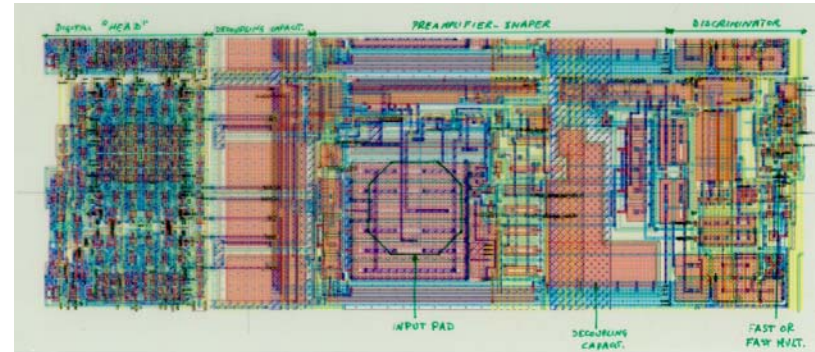 DIGITAL "HEAD"
DECOUPLING CAPACIT.
PREAMPLIFIER - SHAPER
DISCRIMINATOR
INPUT PAD
DECOUPLING
CAPACIT.
FAST OR
FAST MULT.